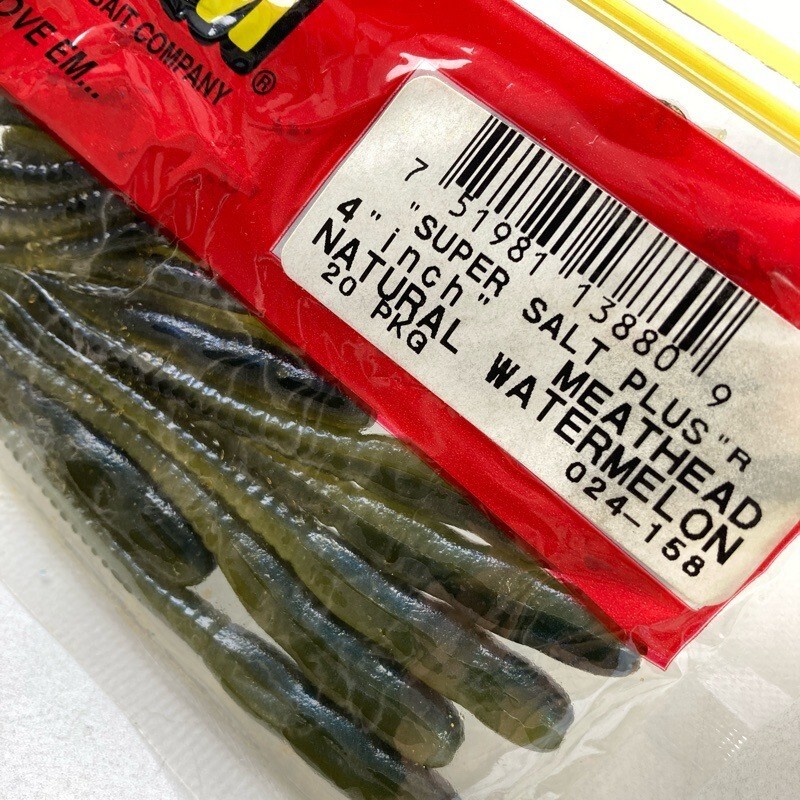 BAIT COMPANY
OVE EM...
®
7 51981 13880 9
"SUPER SALT PLUS"R
4"inch" MEATHEAD
NATURAL WATERMELON
20 PKG 024-158